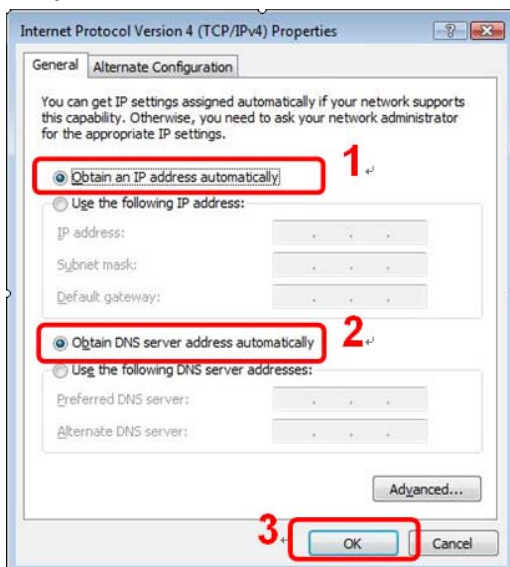 Internet Protocol Version 4 (TCP/IPv4) Properties
General Alternate Configuration
You can get IP settings assigned automatically if your network supports
this capability. Otherwise, you need to ask your network administrator
for the appropriate IP settings.
Obtain an IP address automatically
1
Use the following IP address:
IP address:
Subnet mask:
Default gateway:
Obtain DNS server address automatically
2
Use the following DNS server addresses:
Preferred DNS server:
Alternate DNS server:
Advanced...
3
OK Cancel